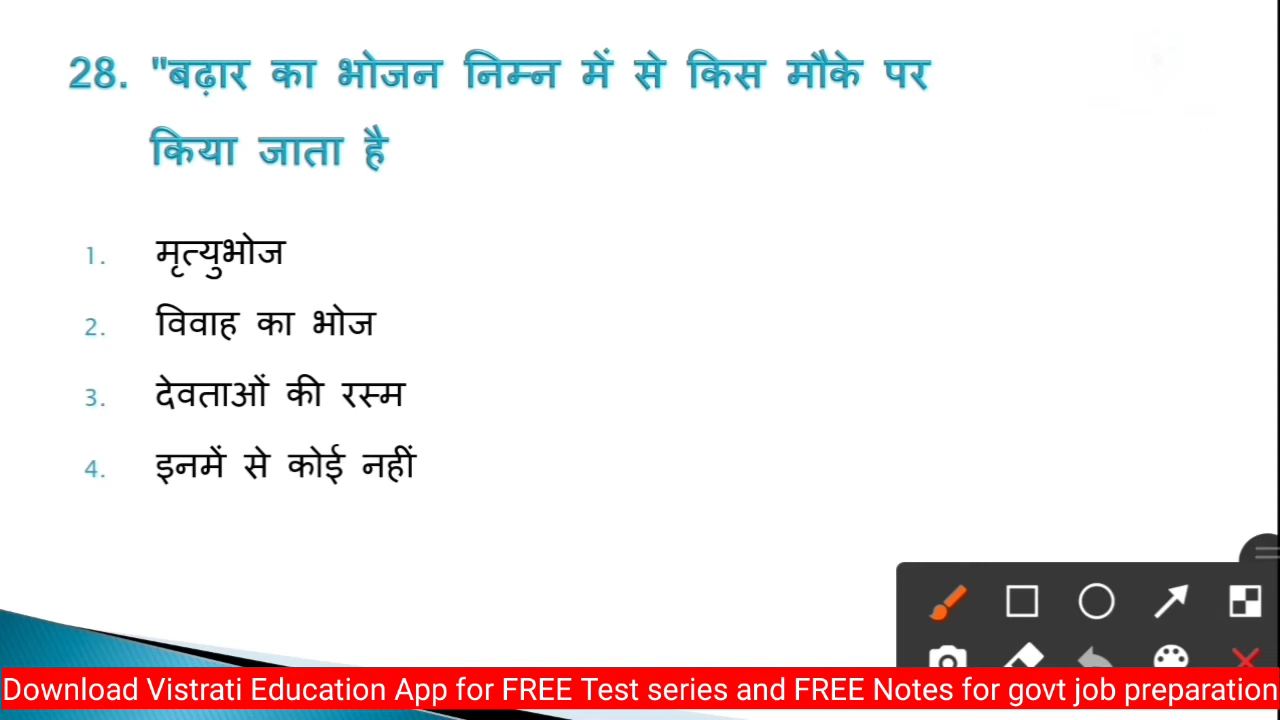 28. "बढ़ार का भोजन निम्न में से किस मौके पर
किया जाता है
1. मृत्युभोज
2. विवाह का भोज
3. देवताओं की रस्म
4. इनमें से कोई नहीं
Download Vistrati Education App for FREE Test series and FREE Notes for govt job preparation